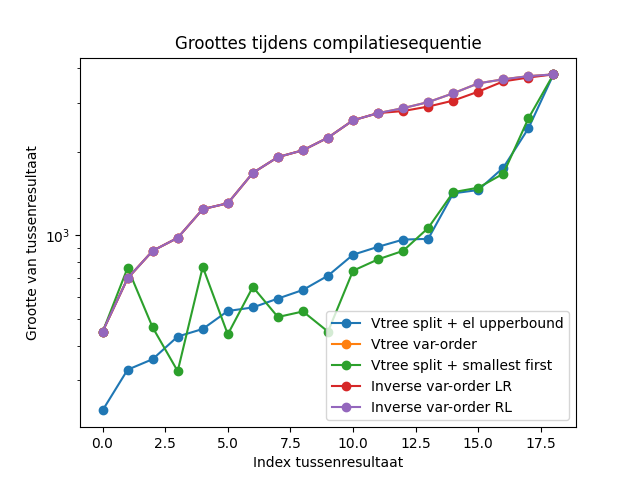 Groottes tijdens compilatiesequentie
Grootte van tussenresultaat
10³
Vtree split + el upperbound
Vtree var-order
Vtree split + smallest first
Inverse var-order LR
Inverse var-order RL
0.0 2.5 5.0 7.5 10.0 12.5 15.0 17.5
Index tussenresultaat